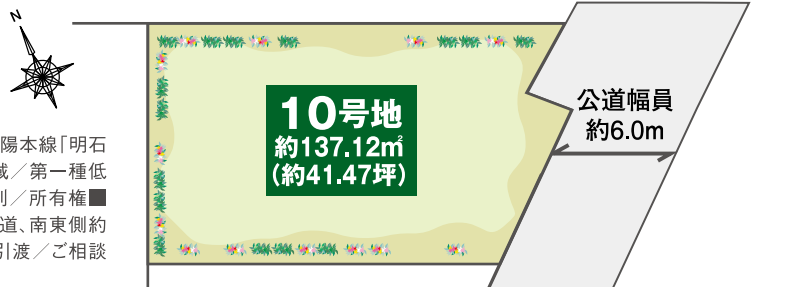 N
10号地
約137.12㎡
(約41.47坪)
公道幅員
約6.0m
陽本線「明石
域／第一種低
別／所有権■
道、南東側約
引渡／ご相談